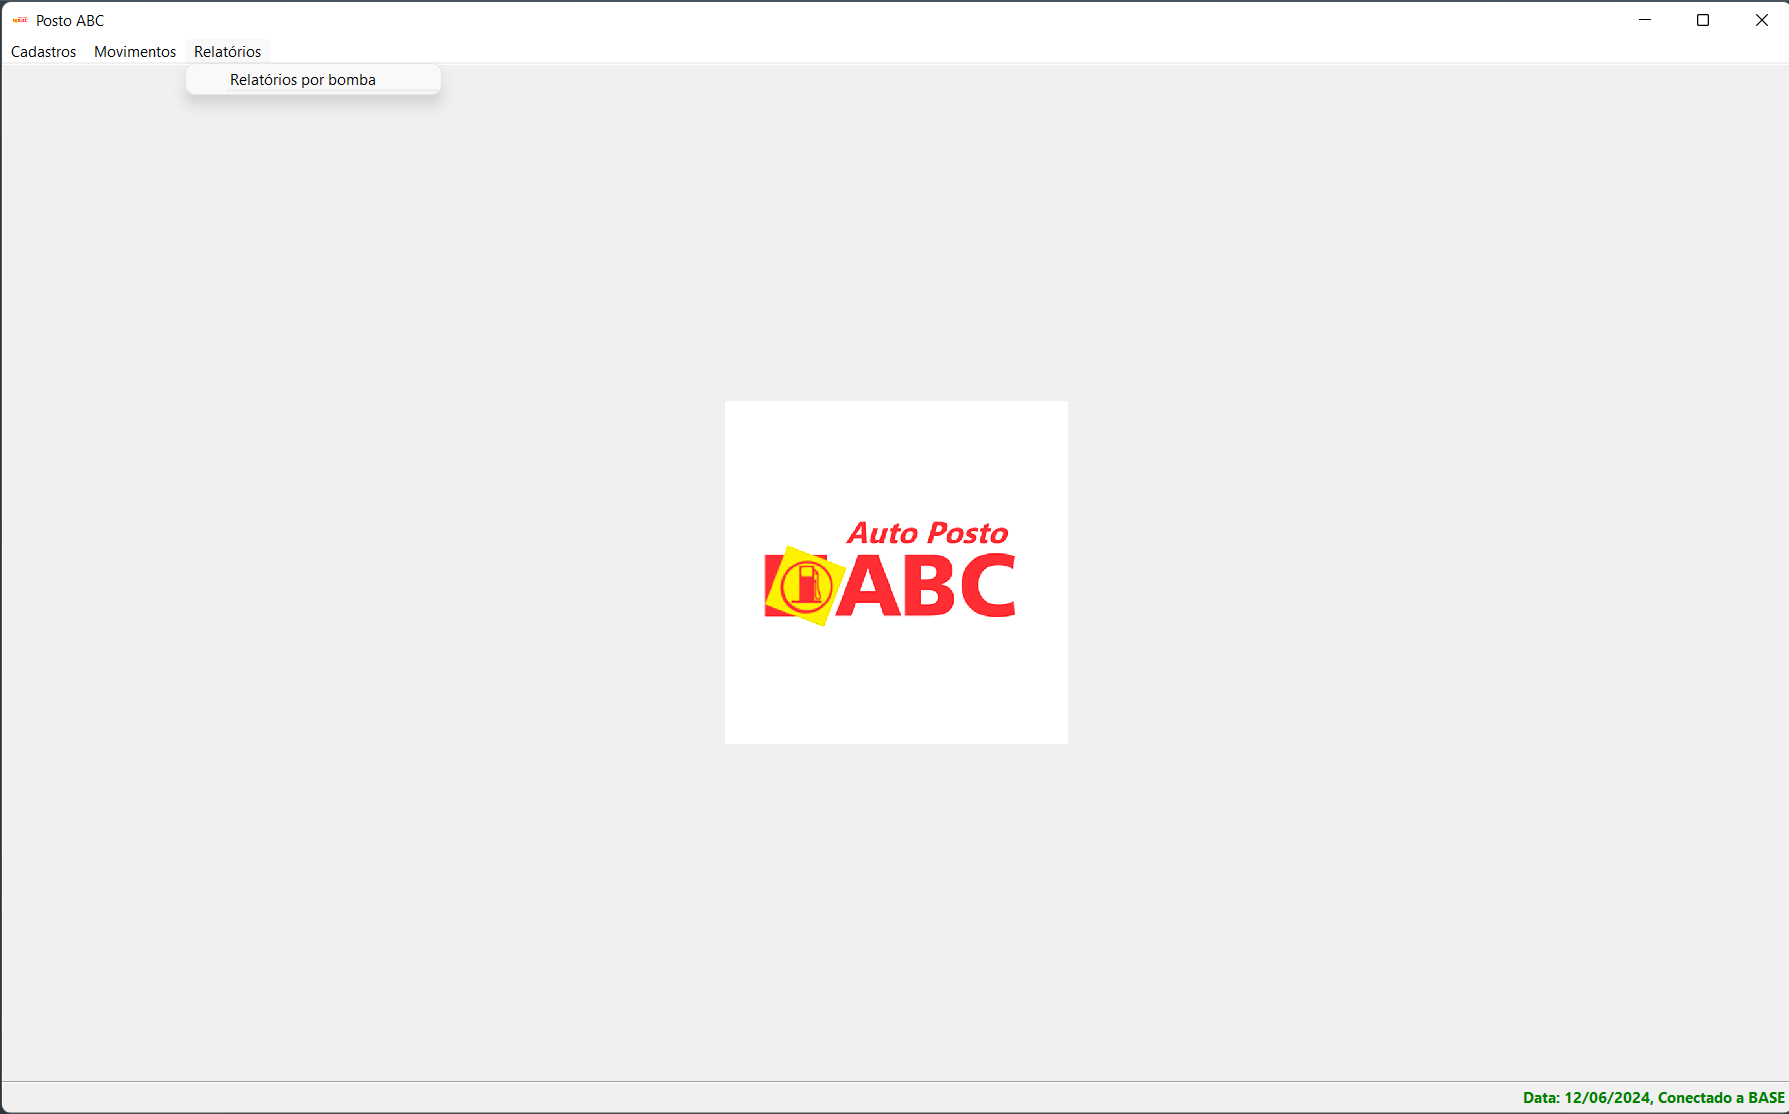 Posto ABC
Cadastros Movimentos Relatórios
Relatórios por bomba
Auto Posto
ABC
Data: 12/06/2024, Conectado a BASE